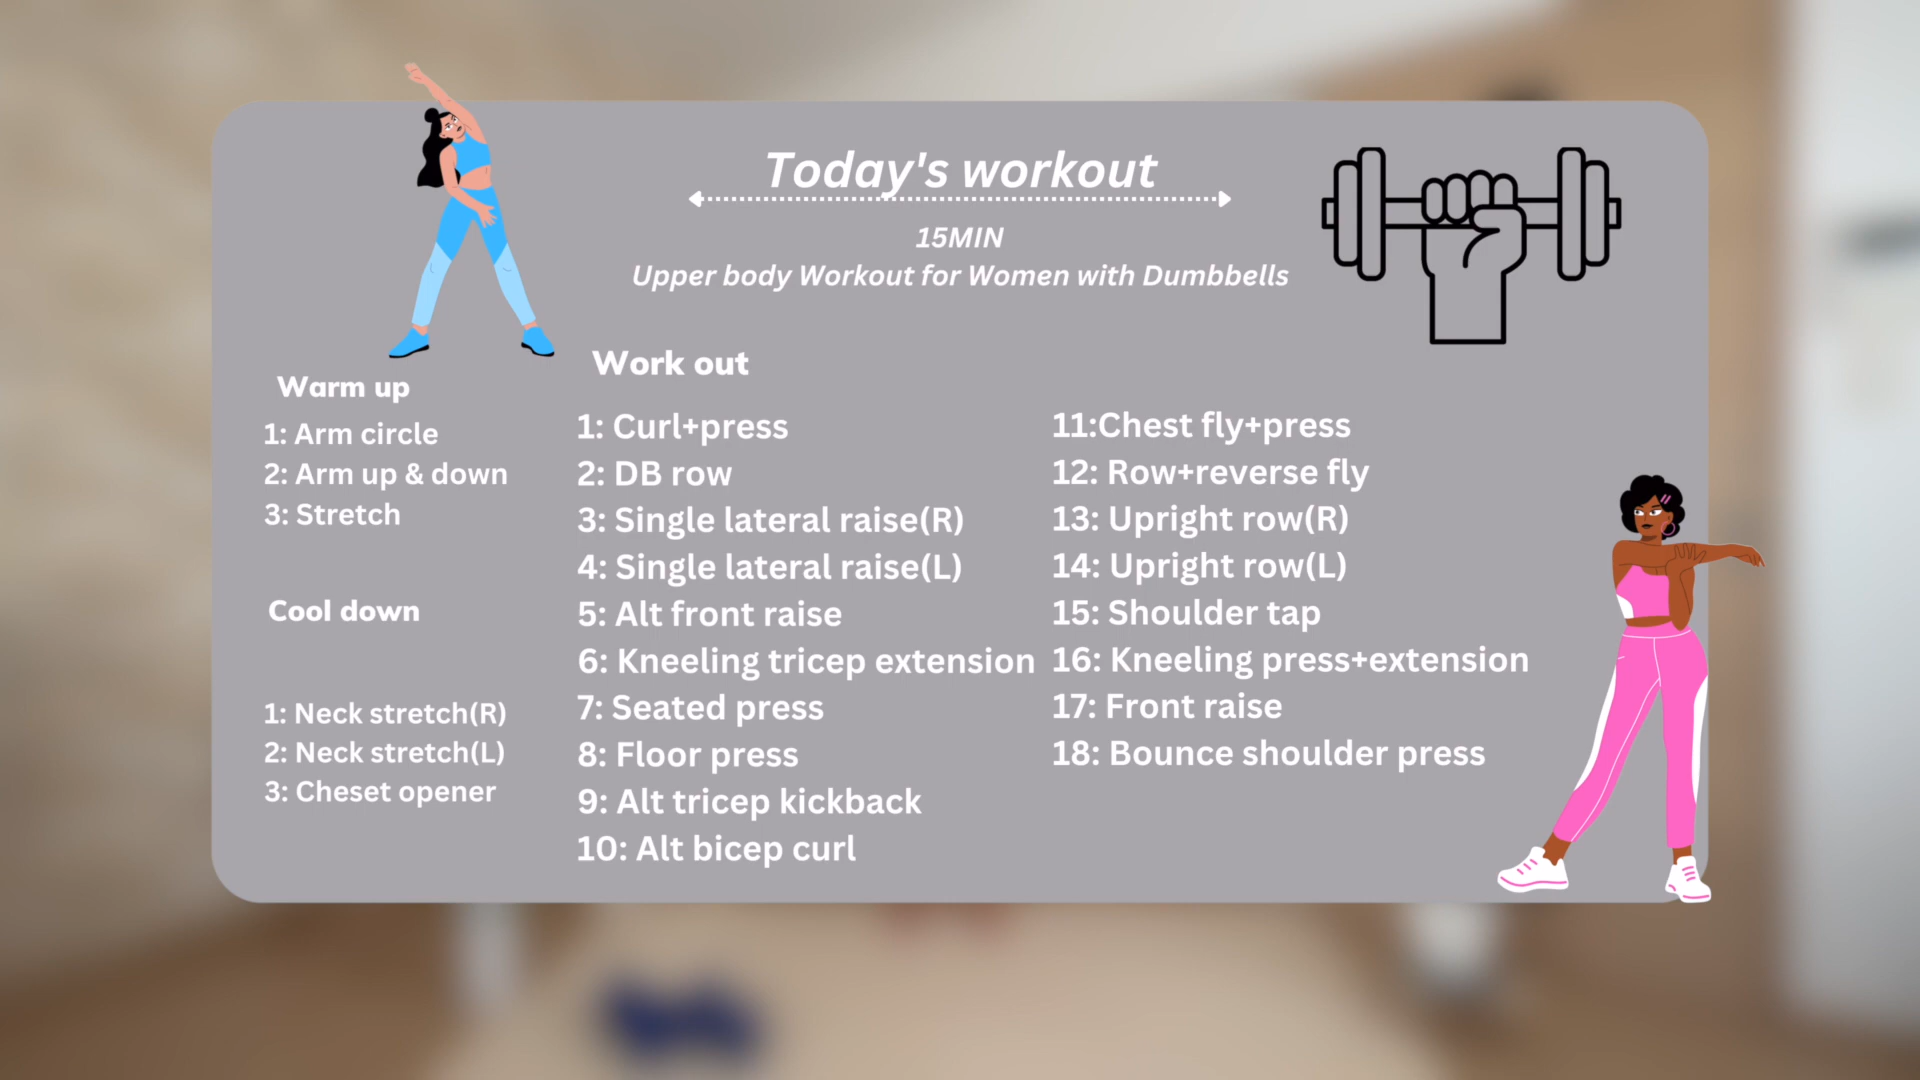 Today's workout
15MIN
Upper body Workout for Women with Dumbbells
Warm up
1: Arm circle
2: Arm up & down
3: Stretch
Cool down
1: Neck stretch(R)
2: Neck stretch(L)
3: Cheset opener
Work out
1: Curl+press
2: DB row
3: Single lateral raise(R)
4: Single lateral raise(L)
5: Alt front raise
6: Kneeling tricep extension
7: Seated press
8: Floor press
9: Alt tricep kickback
10: Alt bicep curl
11:Chest fly+press
12: Row+reverse fly
13: Upright row(R)
14: Upright row(L)
15: Shoulder tap
16: Kneeling press+extension
17: Front raise
18: Bounce shoulder press